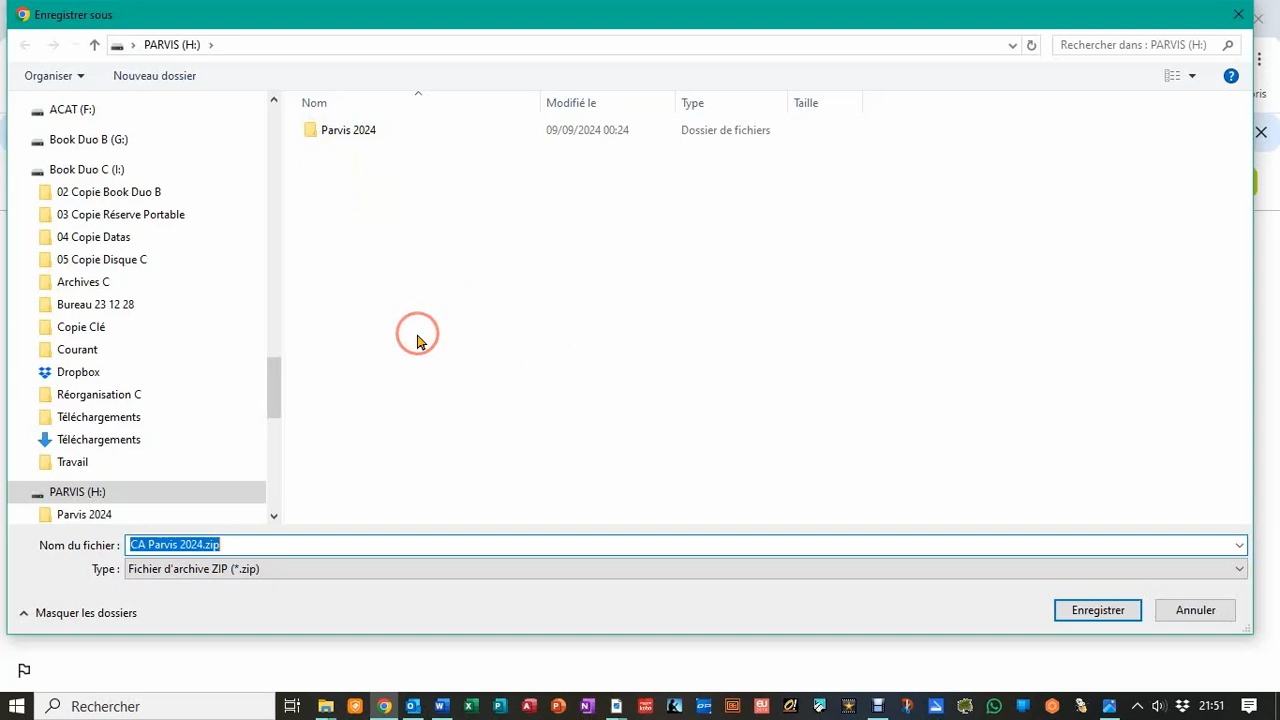 Enregistrer sous
PARVIS (H:)
Rechercher dans : PARVIS (H:)
Organiser
Nouveau dossier
ris
Nom
Modifié le
Type
Taille
Parvis 2024
09/09/2024 00:24
Dossier de fichiers
ACAT (F:)
Book Duo B (G:)
Book Duo C (I:)
02 Copie Book Duo B
03 Copie Réserve Portable
04 Copie Datas
05 Copie Disque C
Archives C
Bureau 23 12 28
Copie Clé
Courant
Dropbox
Réorganisation C
Téléchargements
Téléchargements
Travail
PARVIS (H:)
Parvis 2024
Nom du fichier :
CA Parvis 2024.zip
Type :
Fichier d'archive ZIP (*.zip)
Masquer les dossiers
Enregistrer
Annuler
Rechercher
21:51